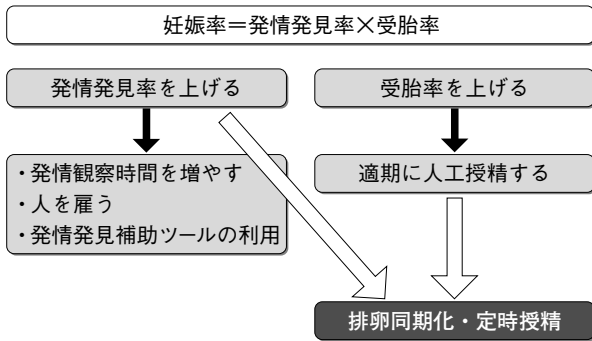 妊娠率＝発情発見率×受胎率
発情発見率を上げる
受胎率を上げる
・発情観察時間を増やす
・人を雇う
・発情発見補助ツールの利用
適期に人工授精する
排卵同期化・定時授精